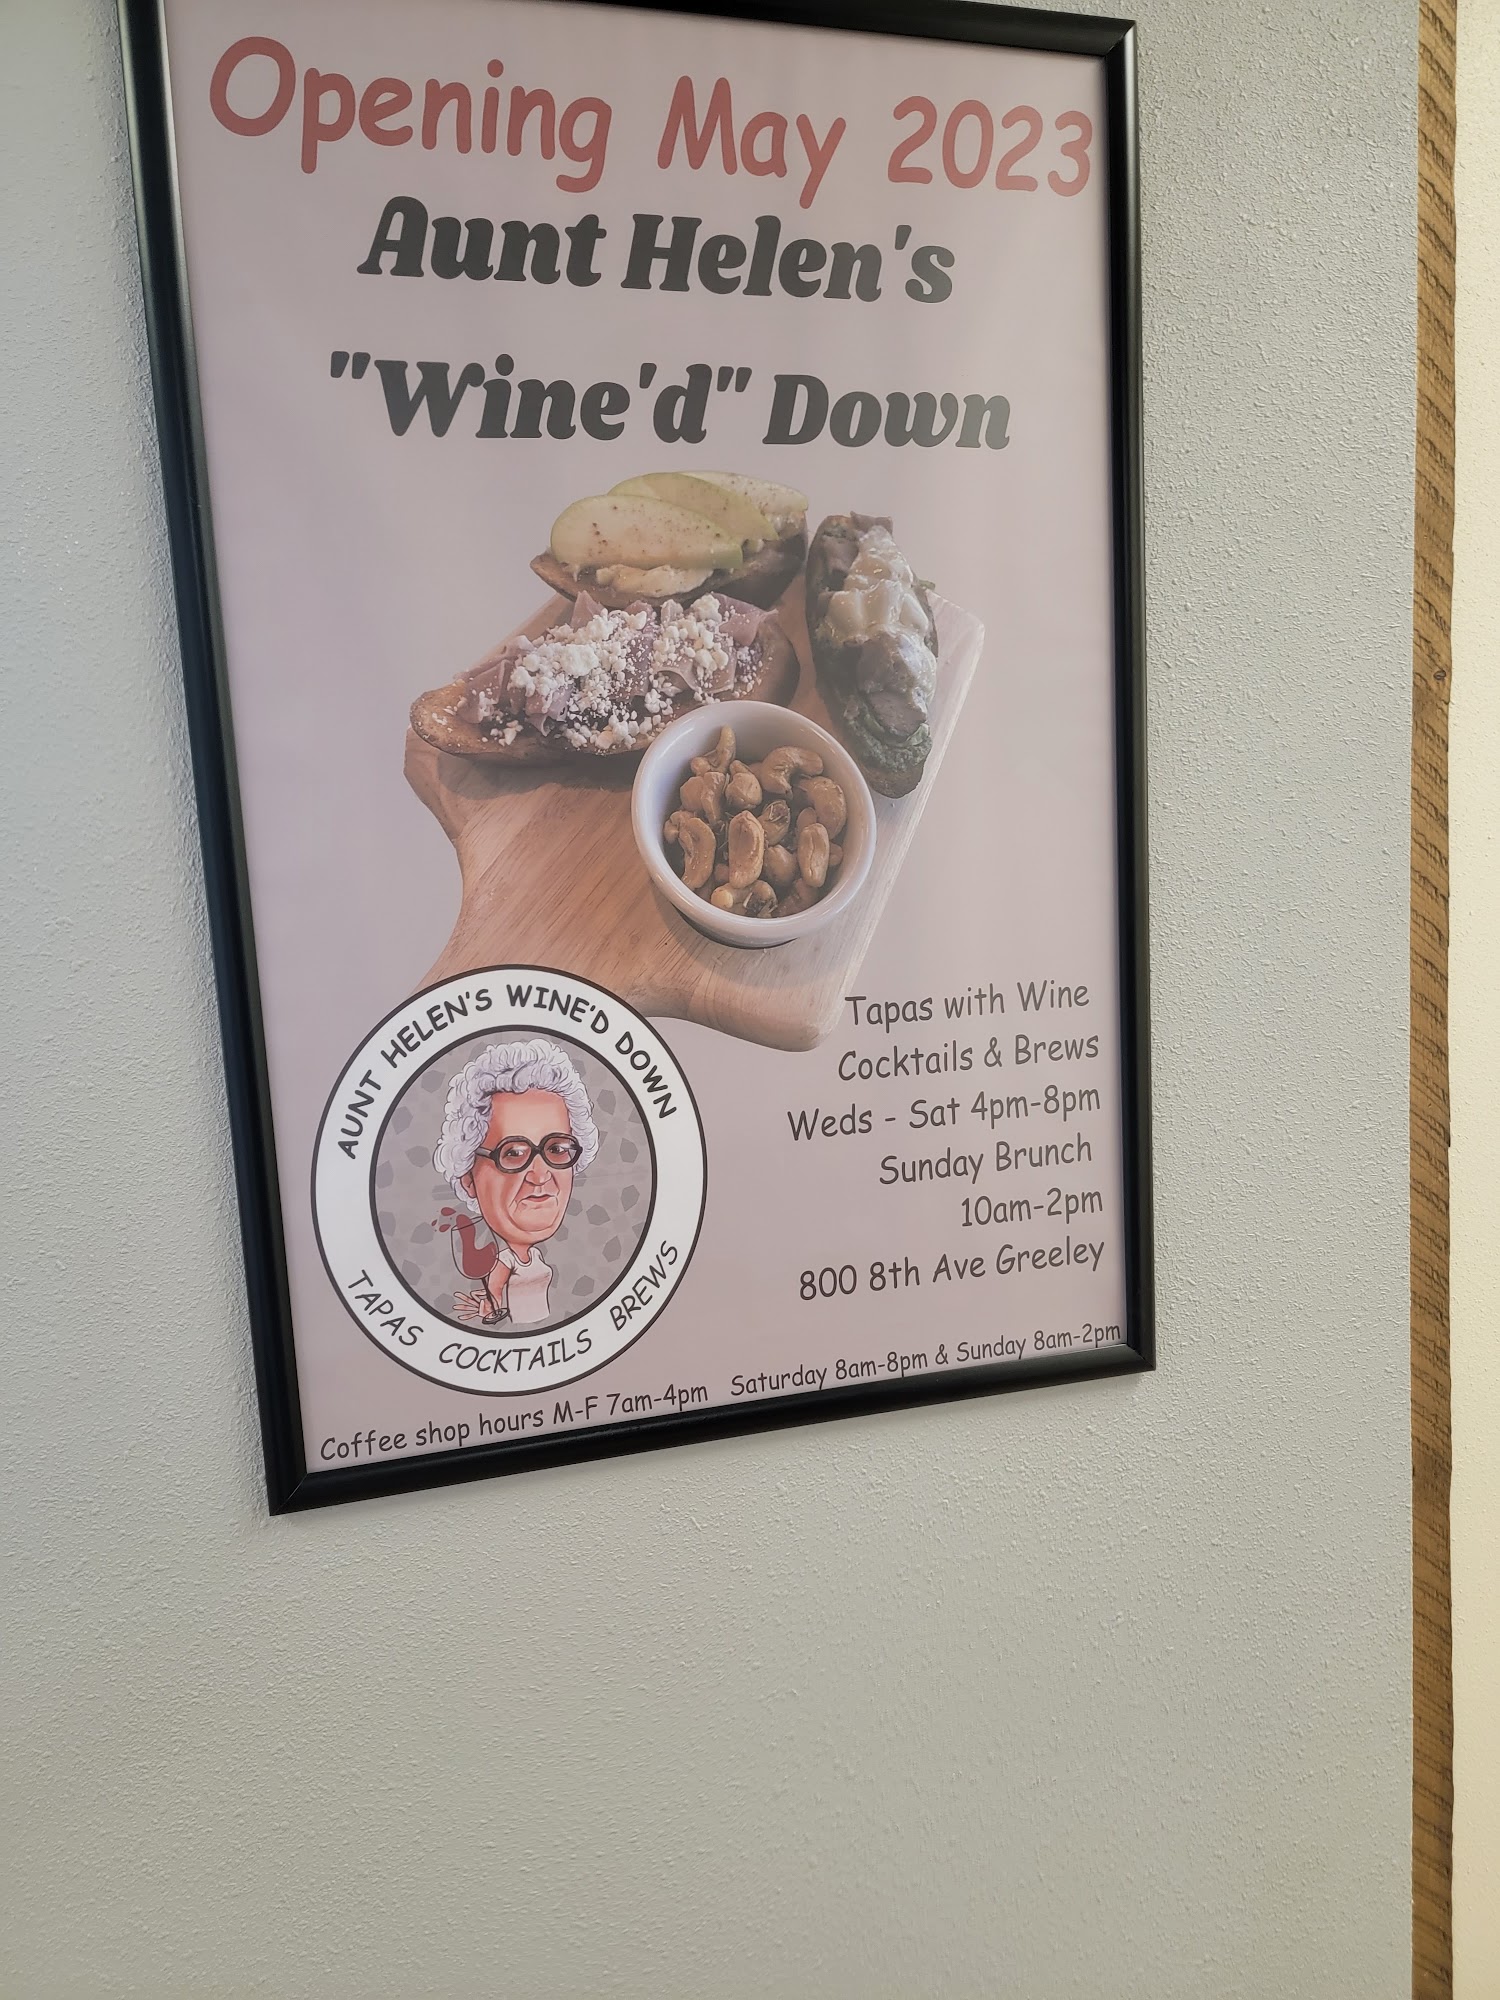 Opening May 2023
Aunt Helen's
"Wine'd" Down
AUNT HELEN'S WINE'D DOWN
TAPAS COCKTAILS BREWS
Tapas with Wine
Cocktails & Brews
Weds - Sat 4pm-8pm
Sunday Brunch
10am-2pm
800 8th Ave Greeley
Coffee shop hours M-F 7am-4pm Saturday 8am-8pm & Sunday 8am-2pm